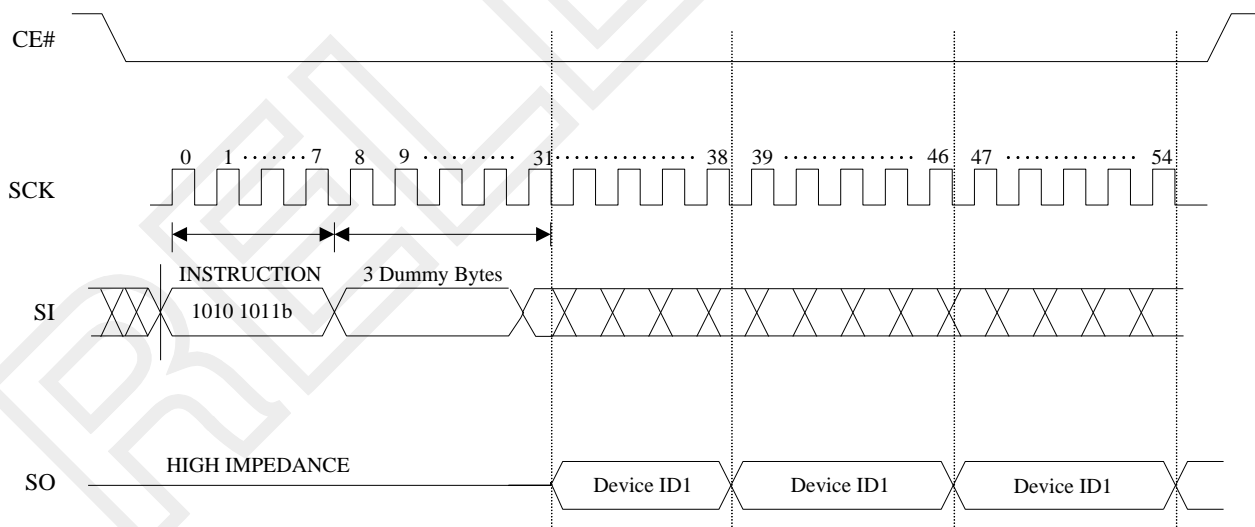 CE#
0 1 ······· 7 8 9 ·········· 31 ·············· 38 39 ············ 46 47 ············ 54
SCK
INSTRUCTION 3 Dummy Bytes
SI 1010 1011b
HIGH IMPEDANCE
SO Device ID1 Device ID1 Device ID1